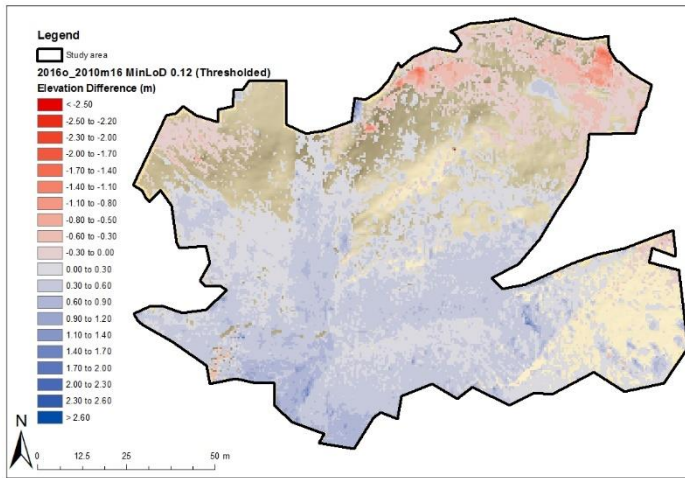 Legend
Study area
2016o_2010m16 MinLoD 0.12 (Thresholded)
Elevation Difference (m)
< -2.50
-2.50 to -2.20
-2.30 to -2.00
-2.00 to -1.70
-1.70 to -1.40
-1.40 to -1.10
-1.10 to -0.80
-0.80 to -0.50
-0.60 to -0.30
-0.30 to 0.00
0.00 to 0.30
0.30 to 0.60
0.60 to 0.90
0.90 to 1.20
1.10 to 1.40
1.40 to 1.70
1.70 to 2.00
2.00 to 2.30
2.30 to 2.60
> 2.60
N
0 12.5 25 50 m